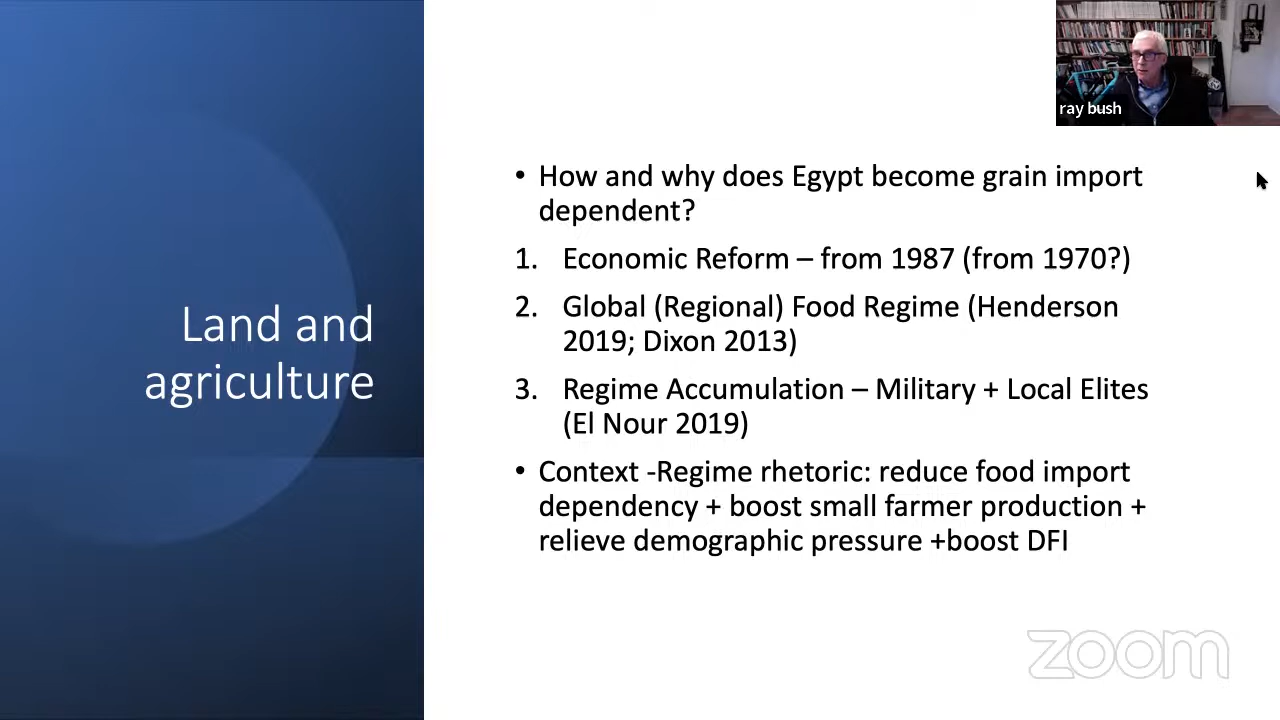 ray bush
Land and
agriculture
• How and why does Egypt become grain import
dependent?
1. Economic Reform – from 1987 (from 1970?)
2. Global (Regional) Food Regime (Henderson
2019; Dixon 2013)
3. Regime Accumulation – Military + Local Elites
(El Nour 2019)
• Context -Regime rhetoric: reduce food import
dependency + boost small farmer production +
relieve demographic pressure +boost DFI
zoom